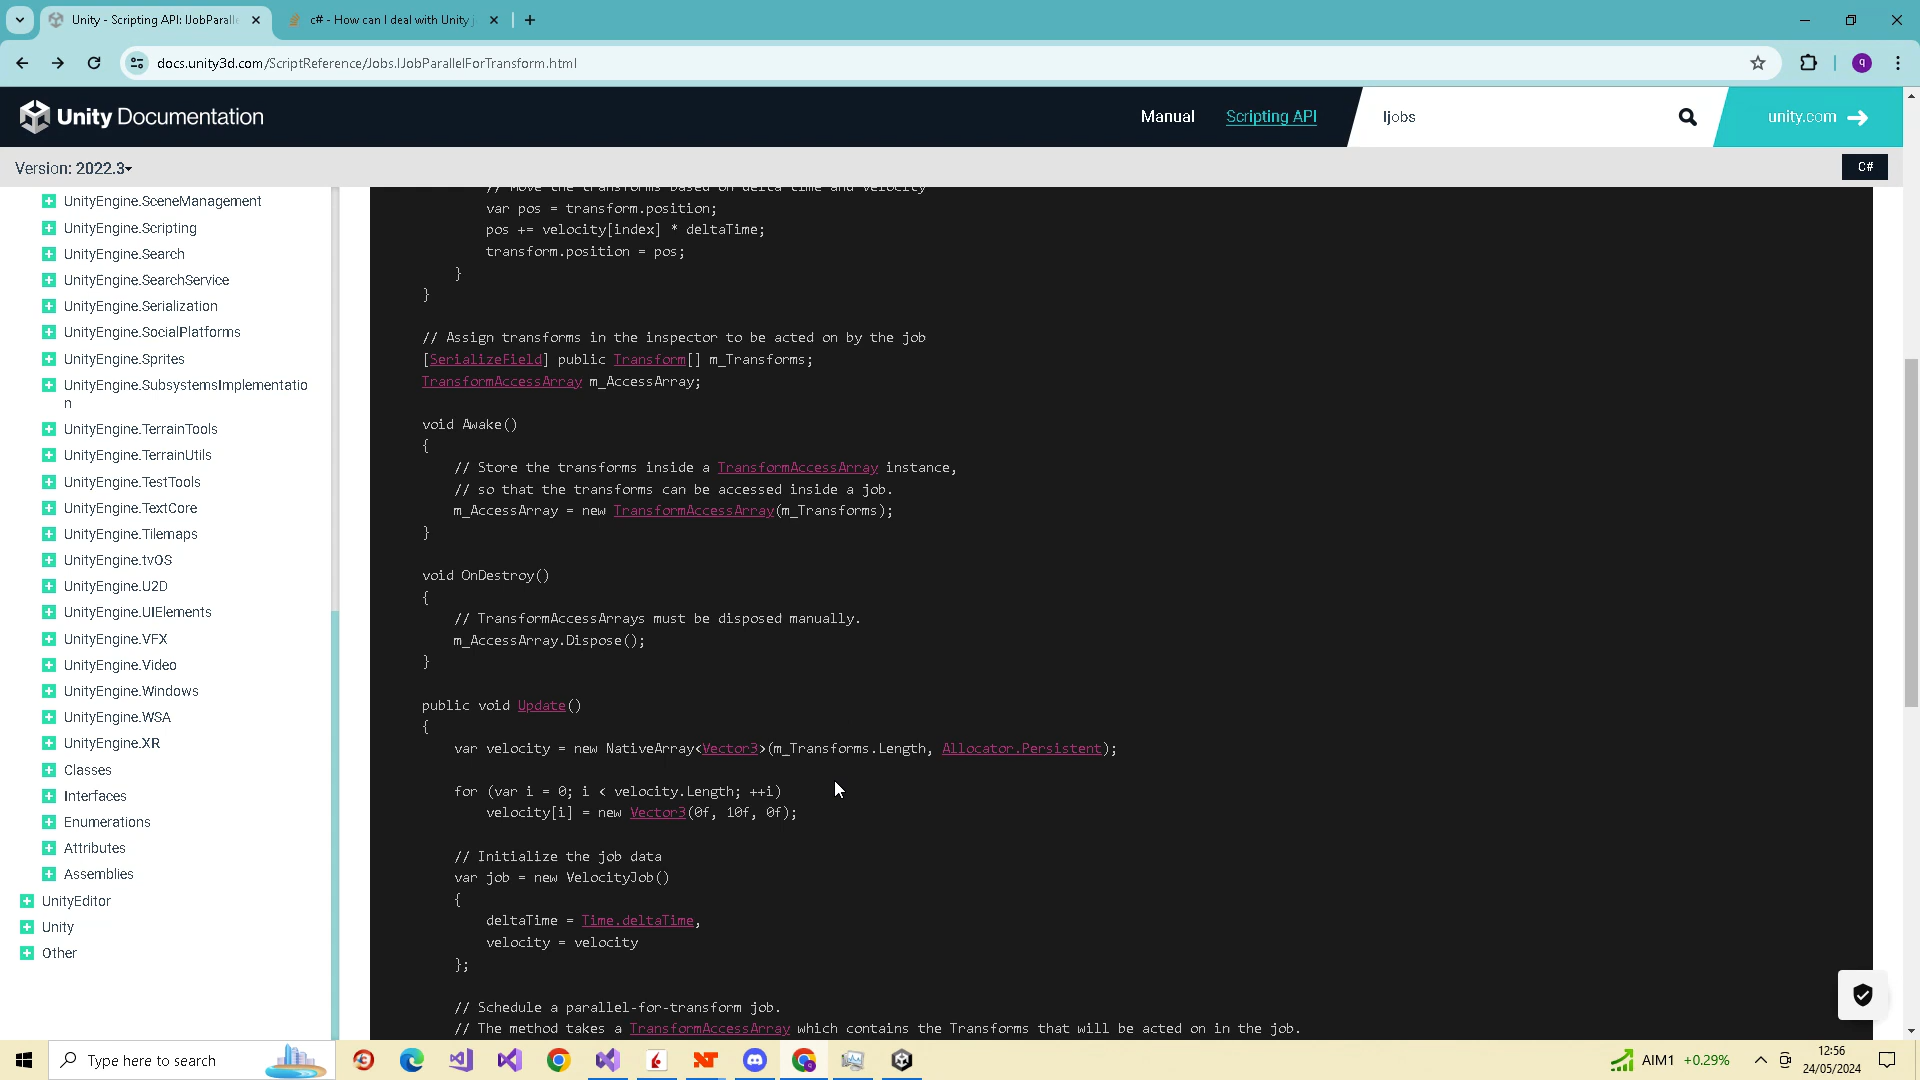 Unity - Scripting API: IJobParalle
c# - How can I deal with Unity j
docs.unity3d.com/ScriptReference/Jobs.IJobParallelForTransform.html
q
Unity Documentation
Manual
Scripting API
Ijobs
unity.com
Version: 2022.3
C#
UnityEngine.SceneManagement
UnityEngine.Scripting
UnityEngine.Search
UnityEngine.SearchService
UnityEngine.Serialization
UnityEngine.SocialPlatforms
UnityEngine.Sprites
UnityEngine.SubsystemsImplementatio
n
UnityEngine.TerrainTools
UnityEngine.TerrainUtils
UnityEngine.TestTools
UnityEngine.TextCore
UnityEngine.Tilemaps
UnityEngine.tvOS
UnityEngine.U2D
UnityEngine.UIElements
UnityEngine.VFX
UnityEngine.Video
UnityEngine.Windows
UnityEngine.WSA
UnityEngine.XR
Classes
Interfaces
Enumerations
Attributes
Assemblies
UnityEditor
Unity
Other
// Move the transforms based on delta time and velocity
var pos = transform.position;
pos += velocity[index] * deltaTime;
transform.position = pos;
}
}
// Assign transforms in the inspector to be acted on by the job
[SerializeField] public Transform[] m_Transforms;
TransformAccessArray m_AccessArray;
void Awake()
{
// Store the transforms inside a TransformAccessArray instance,
// so that the transforms can be accessed inside a job.
m_AccessArray = new TransformAccessArray(m_Transforms);
}
void OnDestroy()
{
// TransformAccessArrays must be disposed manually.
m_AccessArray.Dispose();
}
public void Update()
{
var velocity = new NativeArray<Vector3>(m_Transforms.Length, Allocator.Persistent);
for (var i = 0; i < velocity.Length; ++i)
velocity[i] = new Vector3(0f, 10f, 0f);
// Initialize the job data
var job = new VelocityJob()
{
deltaTime = Time.deltaTime,
velocity = velocity
};
// Schedule a parallel-for-transform job.
// The method takes a TransformAccessArray which contains the Transforms that will be acted on in the job.
Type here to search
AIM1 +0.29%
12:56
24/05/2024